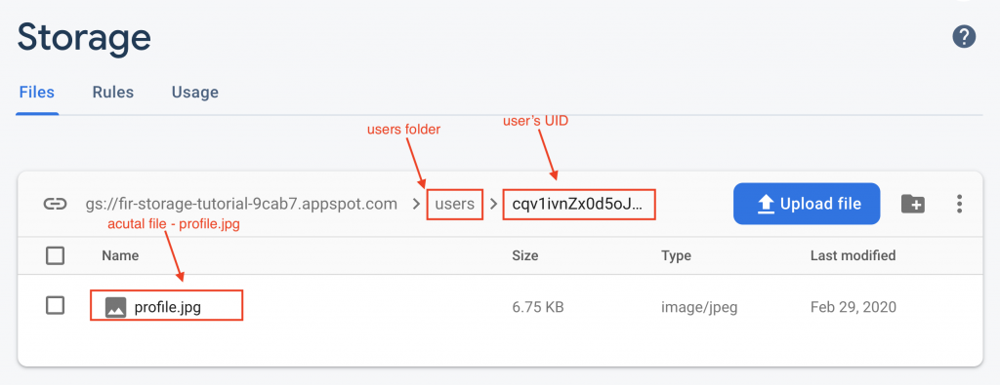 Storage
Files Rules Usage
users folder user's UID
gs://fir-storage-tutorial-9cab7.appspot.com > users > cqv1ivnZx0d5oJ... Upload file
acutal file - profile.jpg
Name Size Type Last modified
profile.jpg 6.75 KB image/jpeg Feb 29, 2020